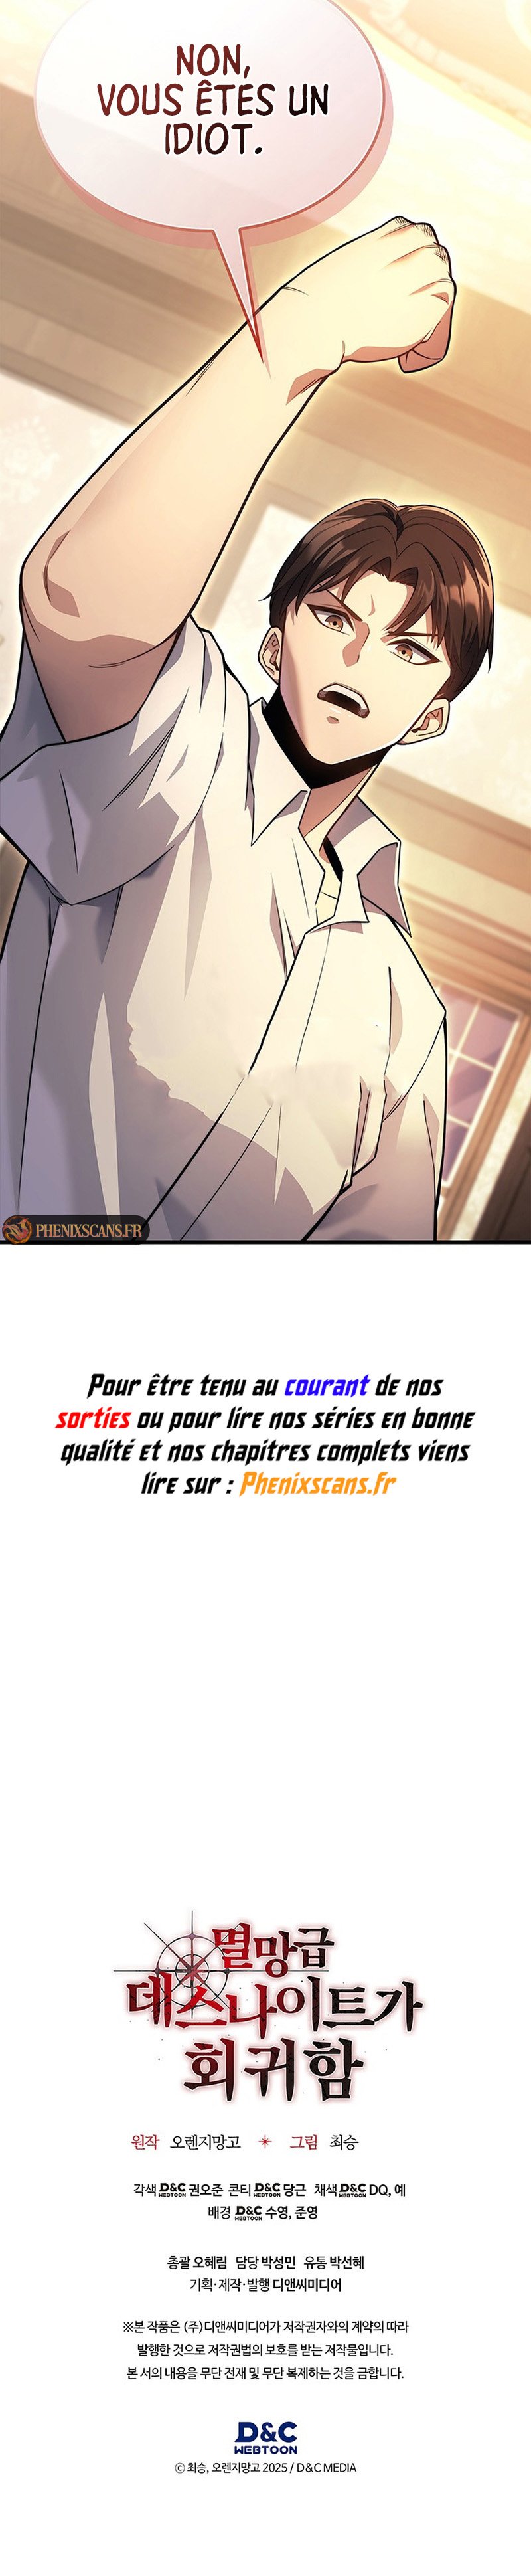 NON,
VOUS ÊTES UN
IDIOT.
PHENIXSCANS.FR
Pour être tenu au courant de nos
sorties ou pour lire nos séries en bonne
qualité et nos chapitres complets viens
lire sur : Phenixscans.fr
멸망급
데스나이트가
회귀함
원작 오렌지망고 그림 최승
각색 D&C WEBTOON 권오준 콘티 D&C WEBTOON 당근 채색 D&C WEBTOON DQ, 예
배경 D&C WEBTOON 수영, 준영
총괄 오혜림 담당 박성민 유통 박선혜
기획·제작·발행 디앤씨미디어
※본 작품은 (주)디앤씨미디어가 저작권자와의 계약의 따라
발행한 것으로 저작권법의 보호를 받는 저작물입니다.
본 서의 내용을 무단 전재 및 무단 복제하는 것을 금합니다.
D&C
WEBTOON
© 최승, 오렌지망고 2025 / D&C MEDIA